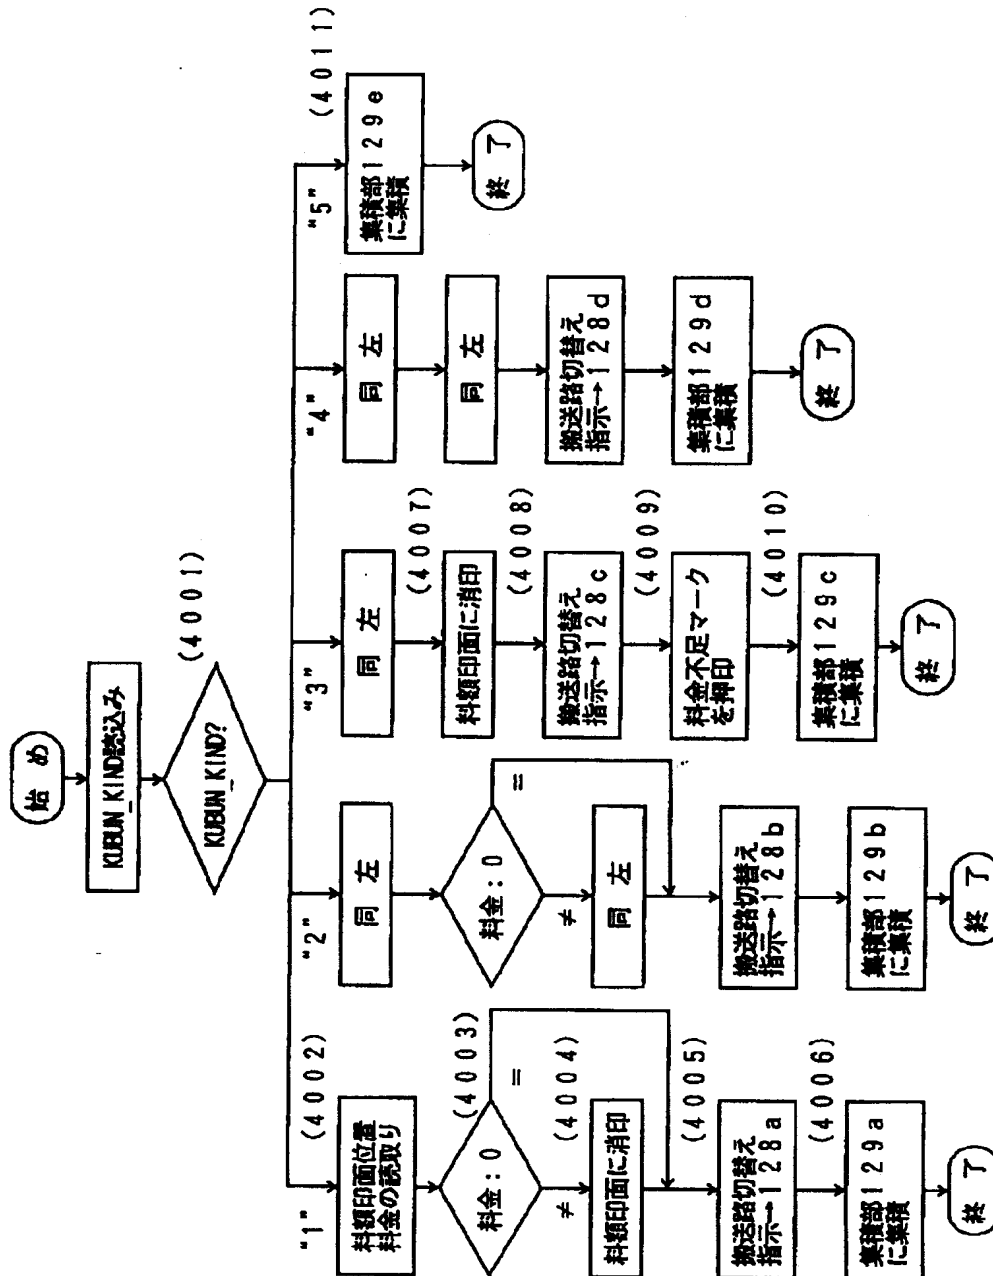 始 め
KUBUN_KIND読込み
KUBUN_KIND?
(4001)
"1"
(4002)
料額印面位置
料金の読取り
(4003)
料金:0
=
≠
(4004)
料額印面に消印
(4005)
搬送路切替え
指示→128a
(4006)
集積部129a
に集積
終 了
"2"
同 左
料金:0
=
≠
同 左
搬送路切替え
指示→128b
集積部129b
に集積
終 了
"3"
同 左
(4007)
料額印面に消印
(4008)
搬送路切替え
指示→128c
(4009)
料金不足マーク
を押印
(4010)
集積部129c
に集積
終 了
"4"
同 左
同 左
搬送路切替え
指示→128d
集積部129d
に集積
終 了
"5"
(4011)
集積部129e
に集積
終 了